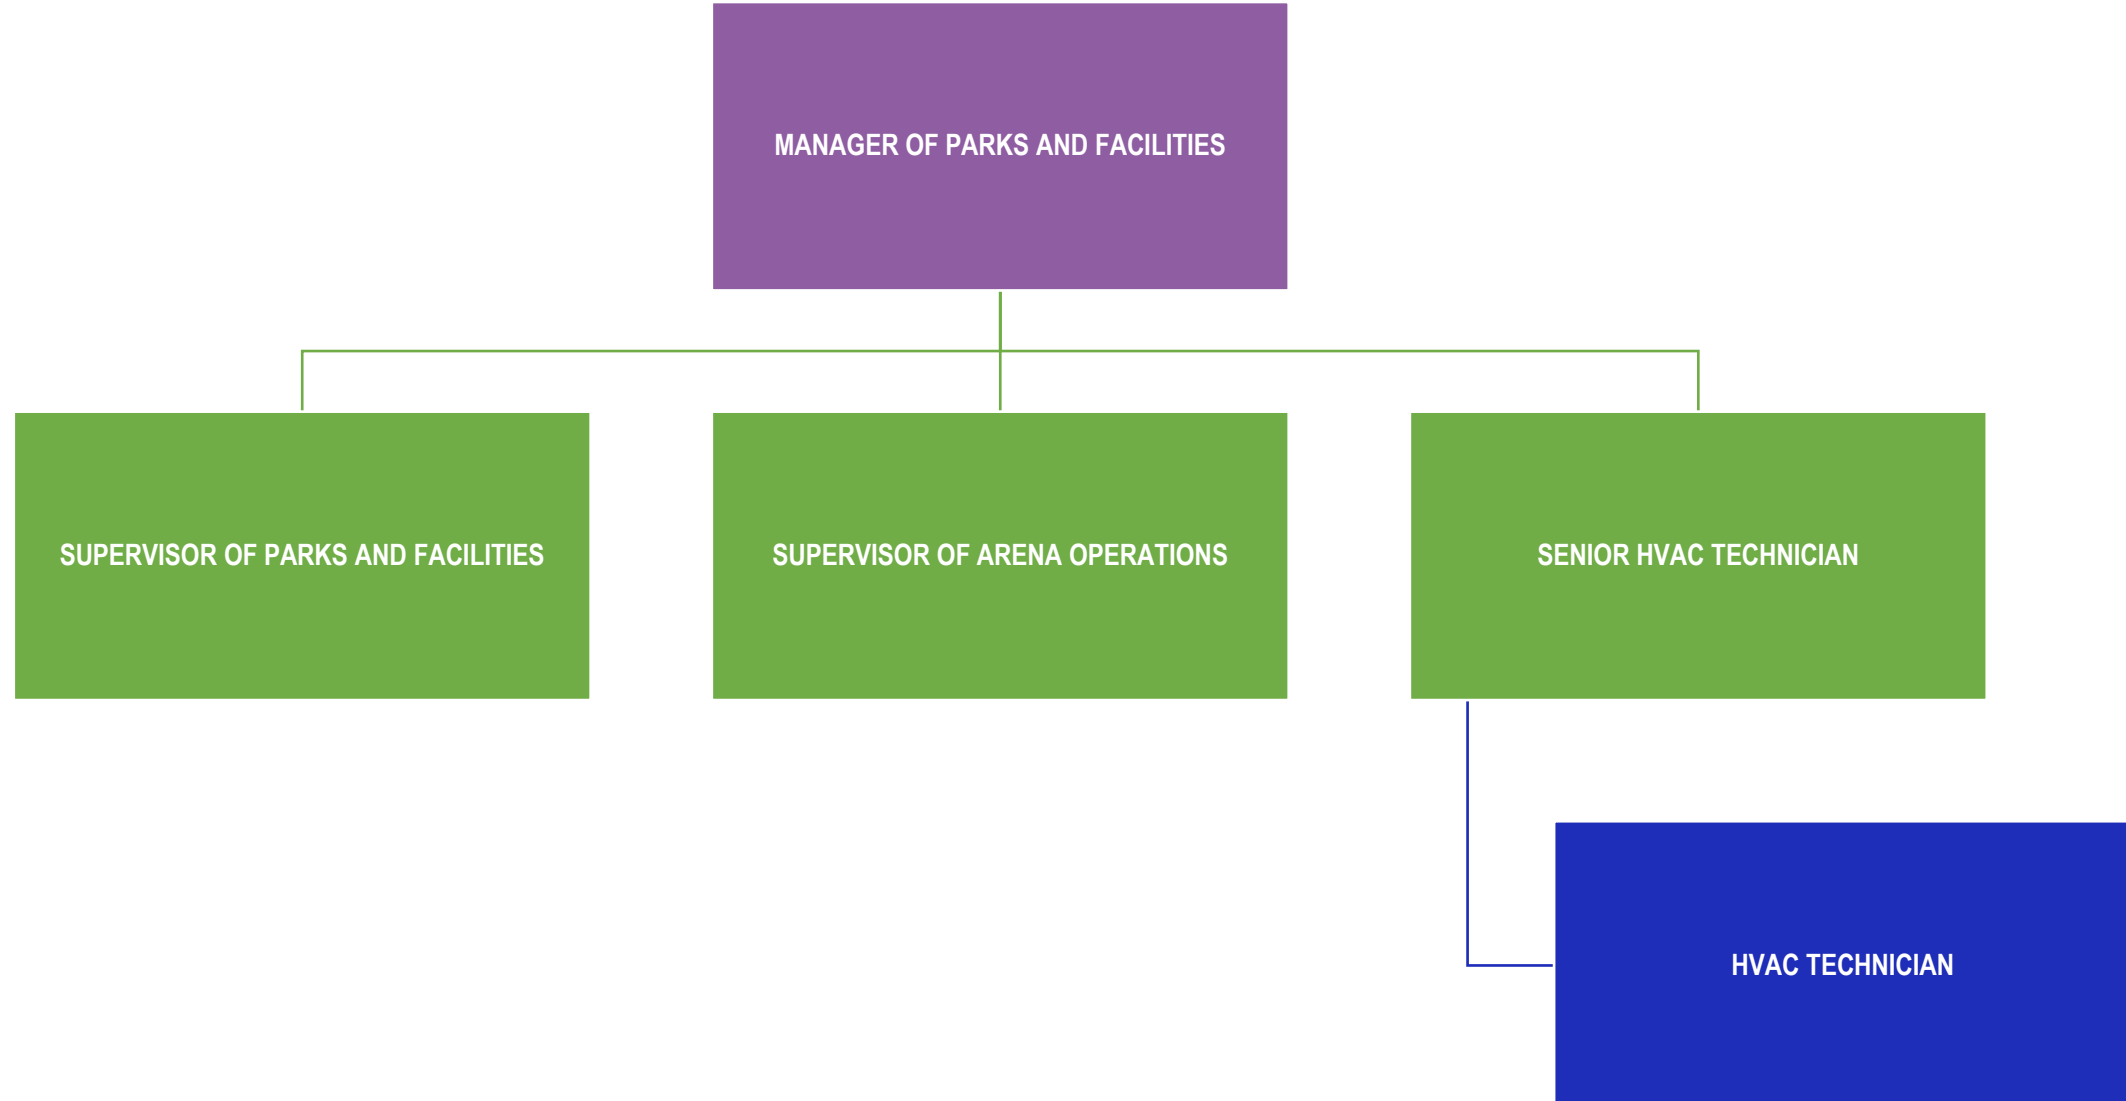 MANAGER OF PARKS AND FACILITIES
SUPERVISOR OF PARKS AND FACILITIES
SUPERVISOR OF ARENA OPERATIONS
SENIOR HVAC TECHNICIAN
HVAC TECHNICIAN